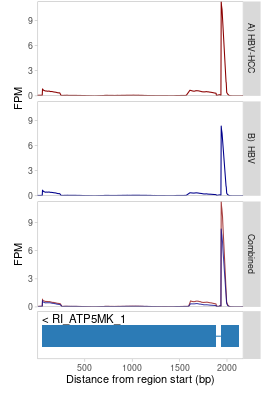 9
6
3
0
FPM
A) HBV-HCC
9
6
3
0
FPM
B) HBV
9
6
3
0
FPM
Combined
< RI_ATP5MK_1
500 1000 1500 2000
Distance from region start (bp)